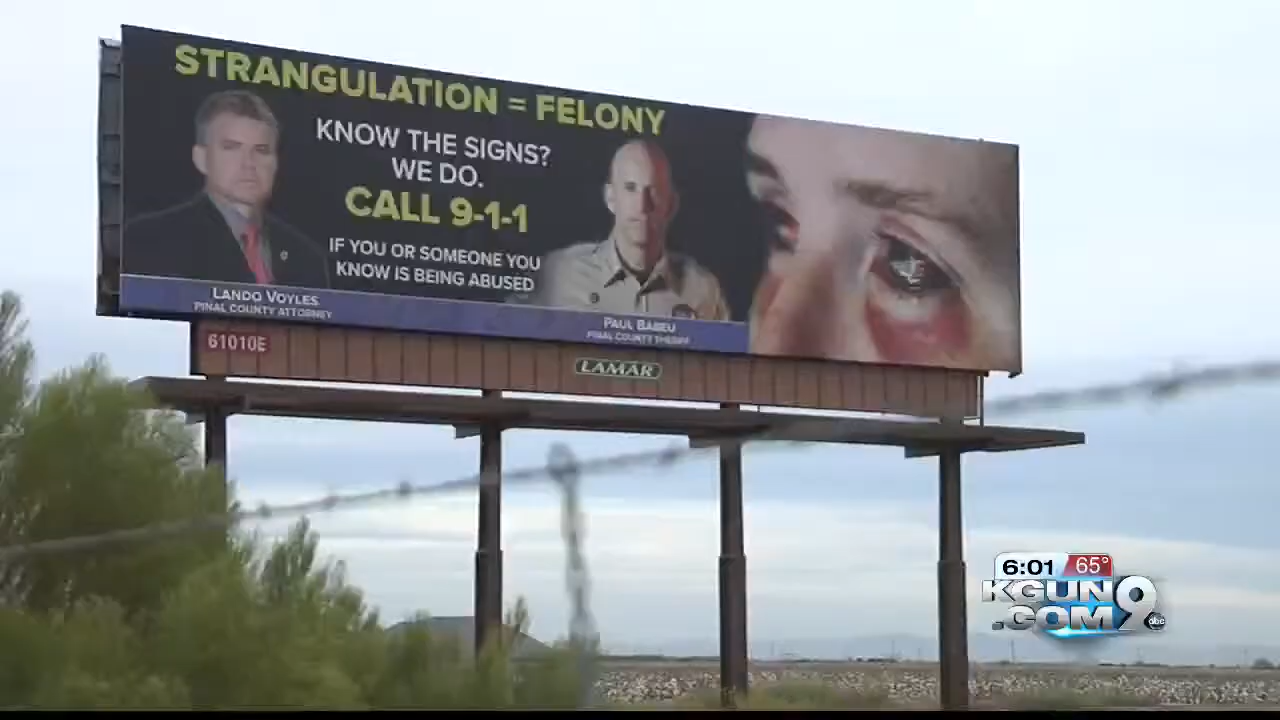 STRANGULATION = FELONY
KNOW THE SIGNS?
WE DO.
CALL 9-1-1
IF YOU OR SOMEONE YOU
KNOW IS BEING ABUSED
LANDO VOYLES
PINAL COUNTY ATTORNEY
PAUL BABEU
PINAL COUNTY SHERIFF
61010E
LAMAR
6:01 65°
KGUN9
.COM
abc